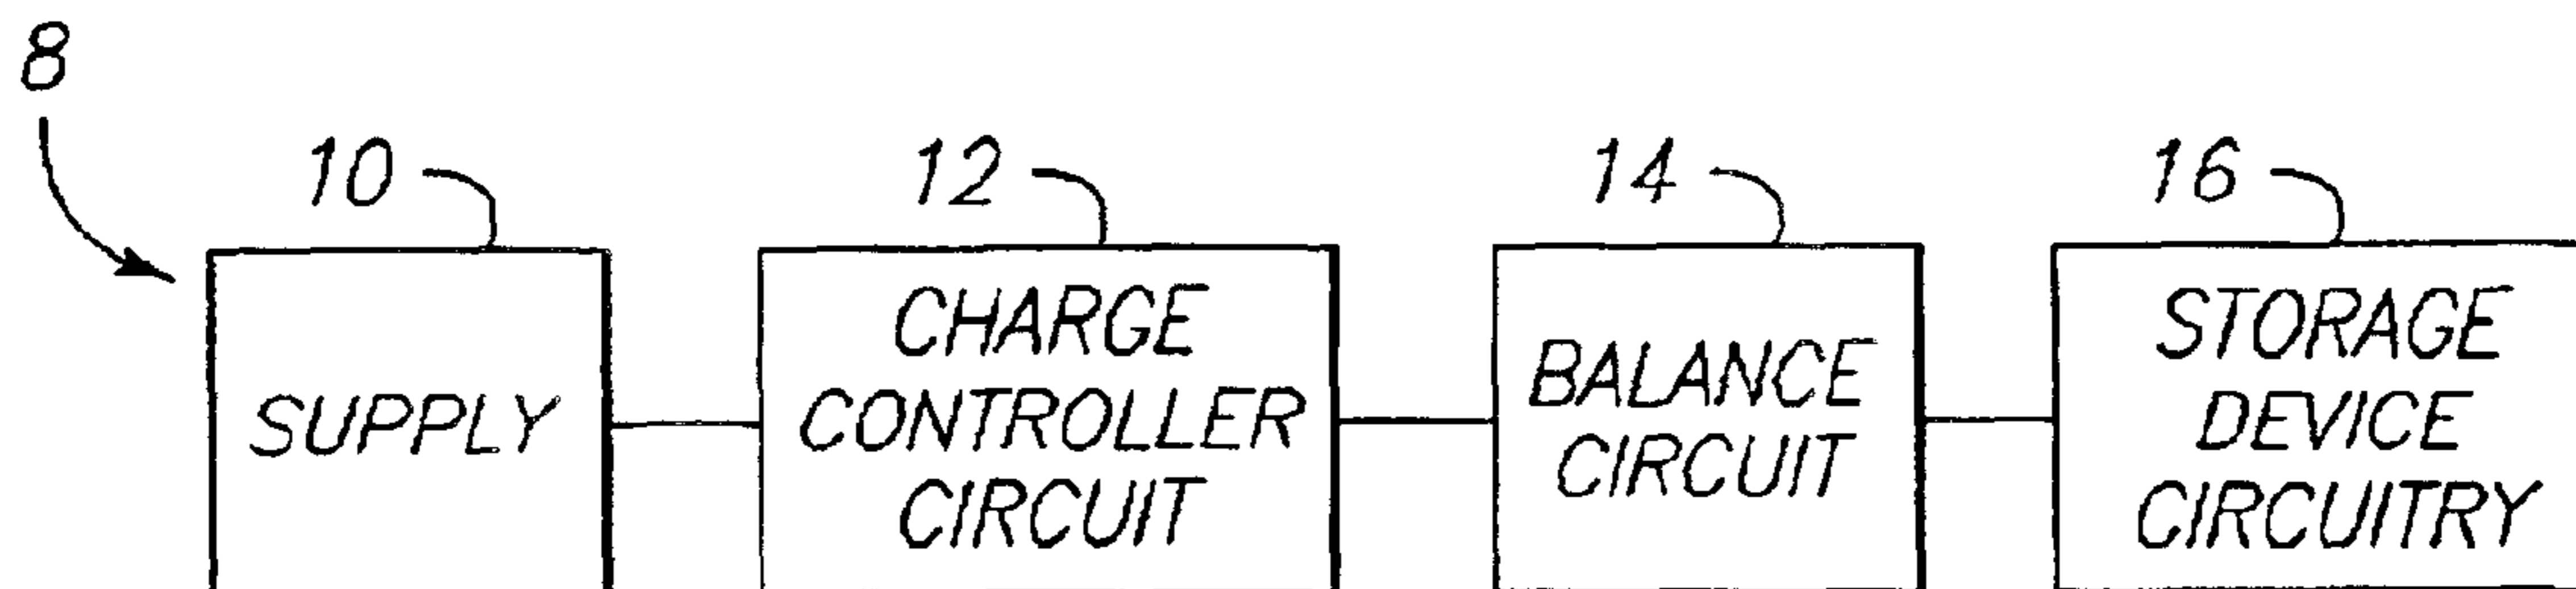 8
10
12
14
16
SUPPLY
CHARGE
CONTROLLER
CIRCUIT
BALANCE
CIRCUIT
STORAGE
DEVICE
CIRCUITRY